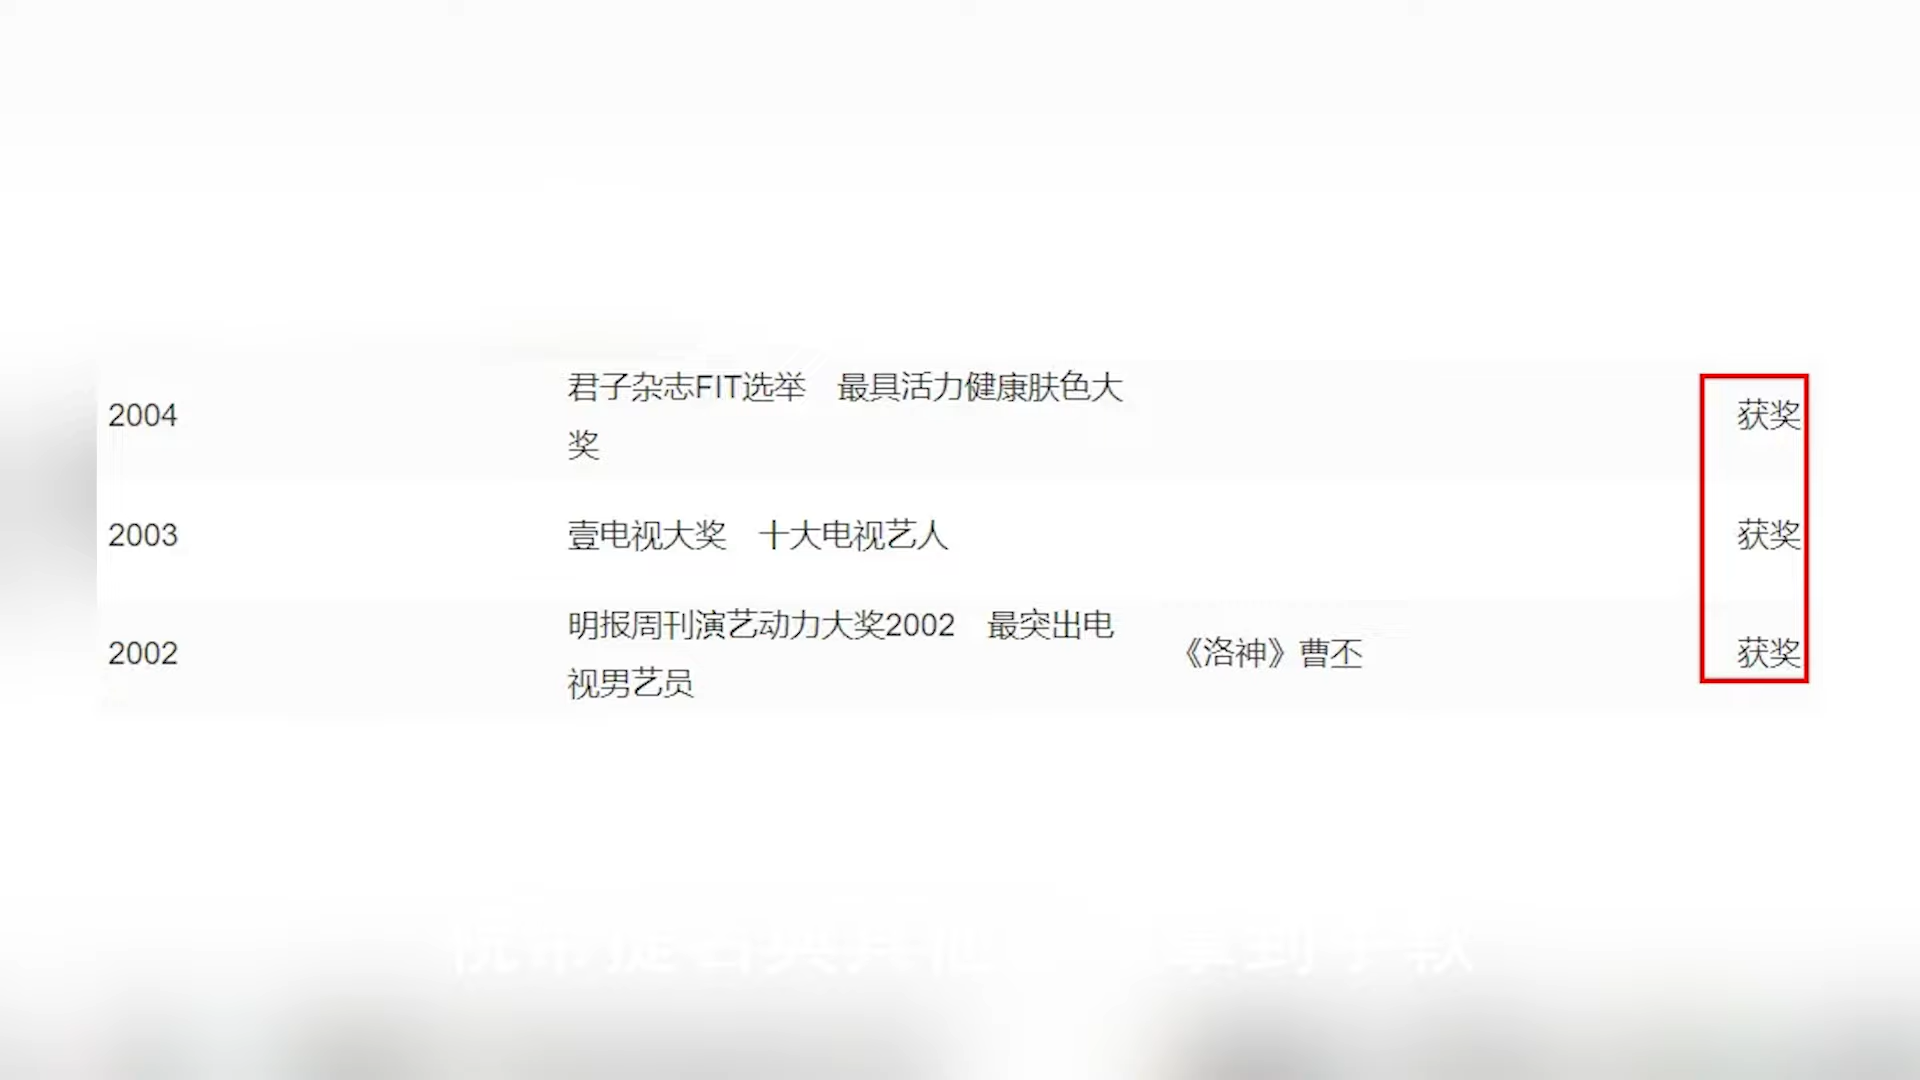 2004
君子杂志FIT选举 最具活力健康肤色大
奖
获奖
2003
壹电视大奖 十大电视艺人
获奖
2002
明报周刊演艺动力大奖2002 最突出电
视男艺员
《洛神》曹丕
获奖